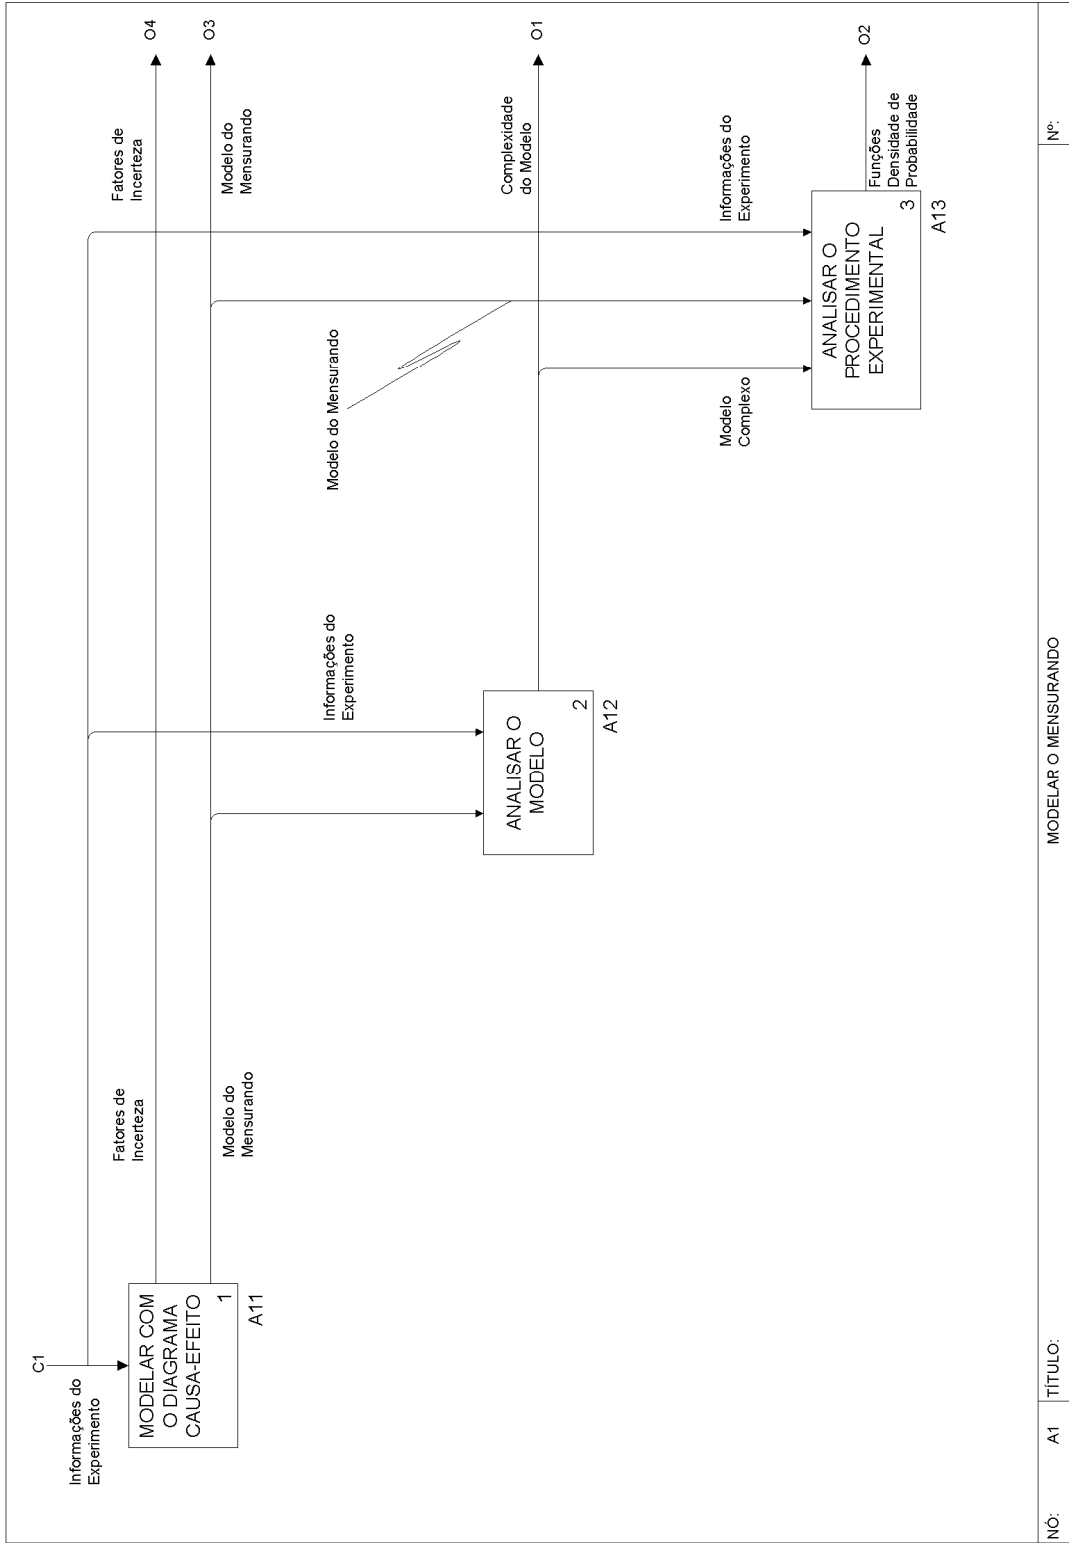 C1
Informações do
Experimento
MODELAR COM
O DIAGRAMA
CAUSA-EFEITO
1
A11
Fatores de
Incerteza
Modelo do
Mensurando
Informações do
Experimento
ANALISAR O
MODELO
2
A12
Modelo do Mensurando
Modelo
Complexo
Informações do
Experimento
ANALISAR O
PROCEDIMENTO
EXPERIMENTAL
3
A13
Fatores de
Incerteza
O4
Modelo do
Mensurando
O3
Complexidade
do Modelo
O1
Funções
Densidade de
Probabilidade
O2
NÓ:
A1
TÍTULO:
MODELAR O MENSURANDO
Nº: